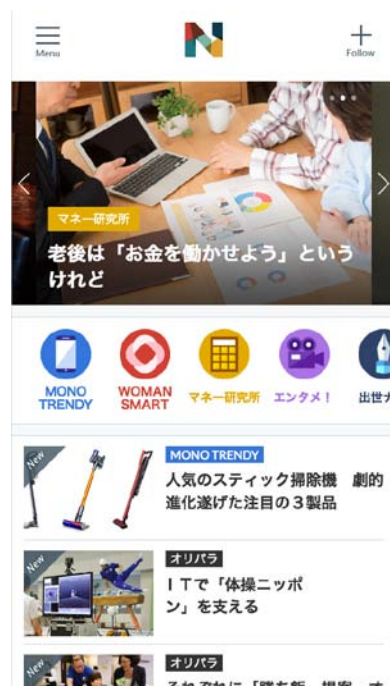 Menu
Follow
マネー研究所
老後は「お金を働かせよう」という
けれど
MONO
TRENDY
WOMAN
SMART
マネー研究所
エンタメ！
出世ナ
New
MONO TRENDY
人気のスティック掃除機　劇的
進化遂げた注目の３製品
New
オリパラ
ＩＴで「体操ニッポ
ン」を支える
New
オリパラ